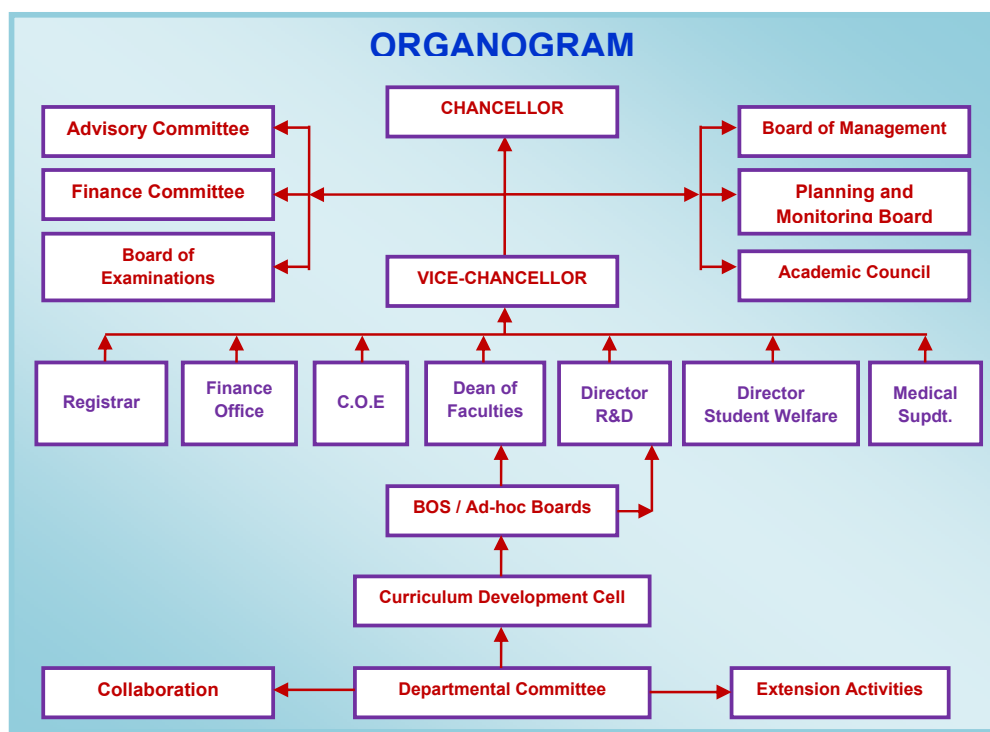 ORGANOGRAM
CHANCELLOR
Advisory Committee
Board of Management
Finance Committee
Planning and
Monitoring Board
Board of
Examinations
VICE-CHANCELLOR
Academic Council
Registrar
Finance
Office
C.O.E
Dean of
Faculties
Director
R&D
Director
Student Welfare
Medical
Supdt.
BOS / Ad-hoc Boards
Curriculum Development Cell
Collaboration
Departmental Committee
Extension Activities